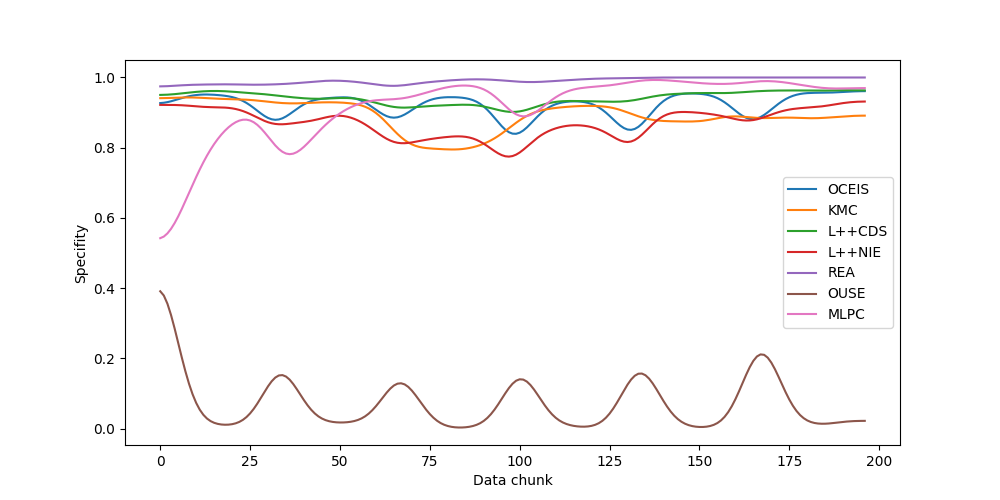 1.0
0.8
0.6
0.4
0.2
0.0
Specifity
0 25 50 75 100 125 150 175 200
Data chunk
OCEIS
KMC
L++CDS
L++NIE
REA
OUSE
MLPC